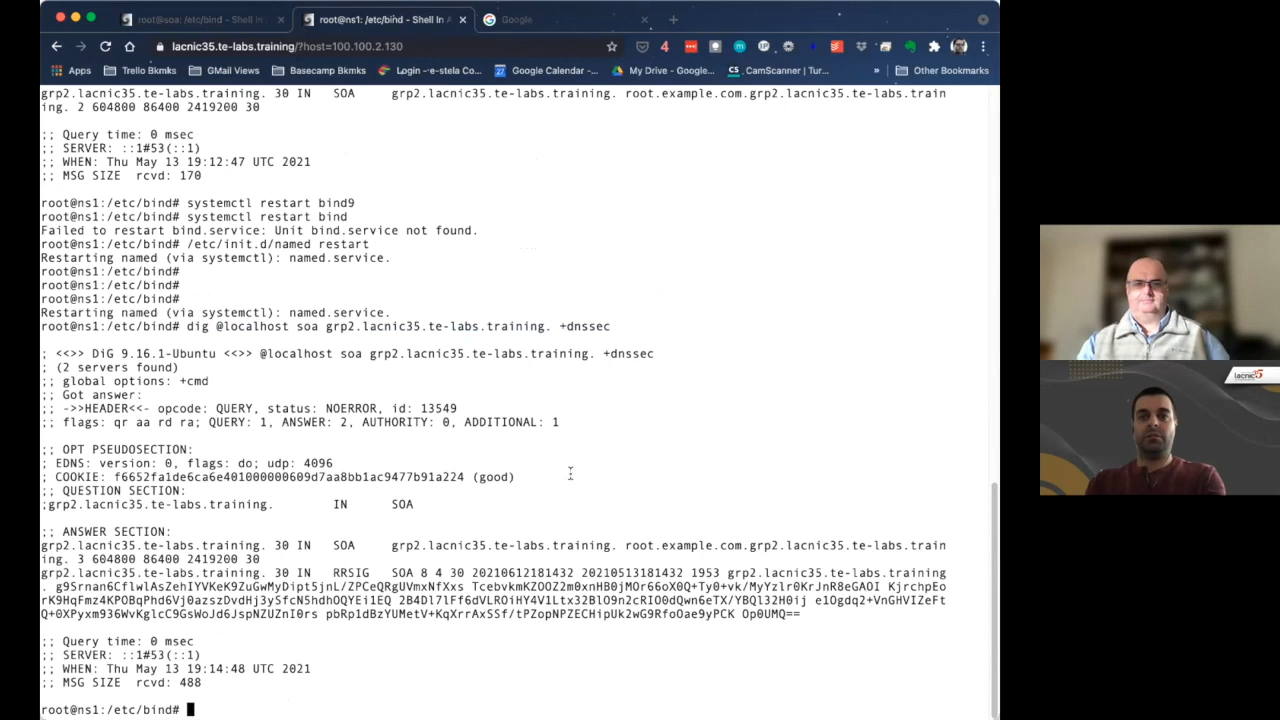 root@soa: /etc/bind - Shell In
root@ns1: /etc/bind - Shell In A
Google
lacnic35.te-labs.training/?host=100.100.2.130
Apps
Trello Bkmks
GMail Views
Basecamp Bkmks
Login - e-stela Co...
Google Calendar -...
My Drive - Google...
CamScanner | Tur...
»
Other Bookmarks
grp2.lacnic35.te-labs.training. 30 IN SOA grp2.lacnic35.te-labs.training. root.example.com.grp2.lacnic35.te-labs.train
ing. 2 604800 86400 2419200 30
;; Query time: 0 msec
;; SERVER: ::1#53(::1)
;; WHEN: Thu May 13 19:12:47 UTC 2021
;; MSG SIZE rcvd: 170
root@ns1:/etc/bind# systemctl restart bind9
root@ns1:/etc/bind# systemctl restart bind
Failed to restart bind.service: Unit bind.service not found.
root@ns1:/etc/bind# /etc/init.d/named restart
Restarting named (via systemctl): named.service.
root@ns1:/etc/bind#
root@ns1:/etc/bind#
root@ns1:/etc/bind#
Restarting named (via systemctl): named.service.
root@ns1:/etc/bind# dig @localhost soa grp2.lacnic35.te-labs.training. +dnssec
; <<>> DiG 9.16.1-Ubuntu <<>> @localhost soa grp2.lacnic35.te-labs.training. +dnssec
; (2 servers found)
;; global options: +cmd
;; Got answer:
;; ->>HEADER<<- opcode: QUERY, status: NOERROR, id: 13549
;; flags: qr aa rd ra; QUERY: 1, ANSWER: 2, AUTHORITY: 0, ADDITIONAL: 1
;; OPT PSEUDOSECTION:
; EDNS: version: 0, flags: do; udp: 4096
; COOKIE: f6652fa1de6ca6e401000000609d7aa8bb1ac9477b91a224 (good)
;; QUESTION SECTION:
;grp2.lacnic35.te-labs.training. IN SOA
;; ANSWER SECTION:
grp2.lacnic35.te-labs.training. 30 IN SOA grp2.lacnic35.te-labs.training. root.example.com.grp2.lacnic35.te-labs.train
ing. 3 604800 86400 2419200 30
grp2.lacnic35.te-labs.training. 30 IN RRSIG SOA 8 4 30 20210612181432 20210513181432 1953 grp2.lacnic35.te-labs.training
;; Query time: 0 msec
;; SERVER: ::1#53(::1)
;; WHEN: Thu May 13 19:14:48 UTC 2021
;; MSG SIZE rcvd: 488
root@ns1:/etc/bind#
lacnic35